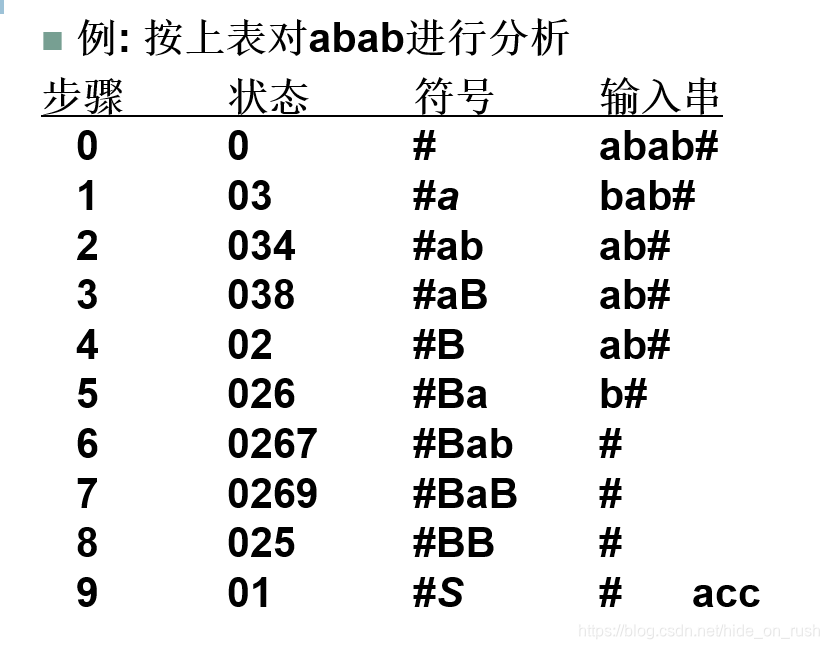 例: 按上表对abab进行分析
步骤 状态 符号 输入串
0 0 # abab#
1 03 #a bab#
2 034 #ab ab#
3 038 #aB ab#
4 02 #B ab#
5 026 #Ba b#
6 0267 #Bab #
7 0269 #BaB #
8 025 #BB #
9 01 #S # acc
https://blog.csdn.net/hide_on_rush